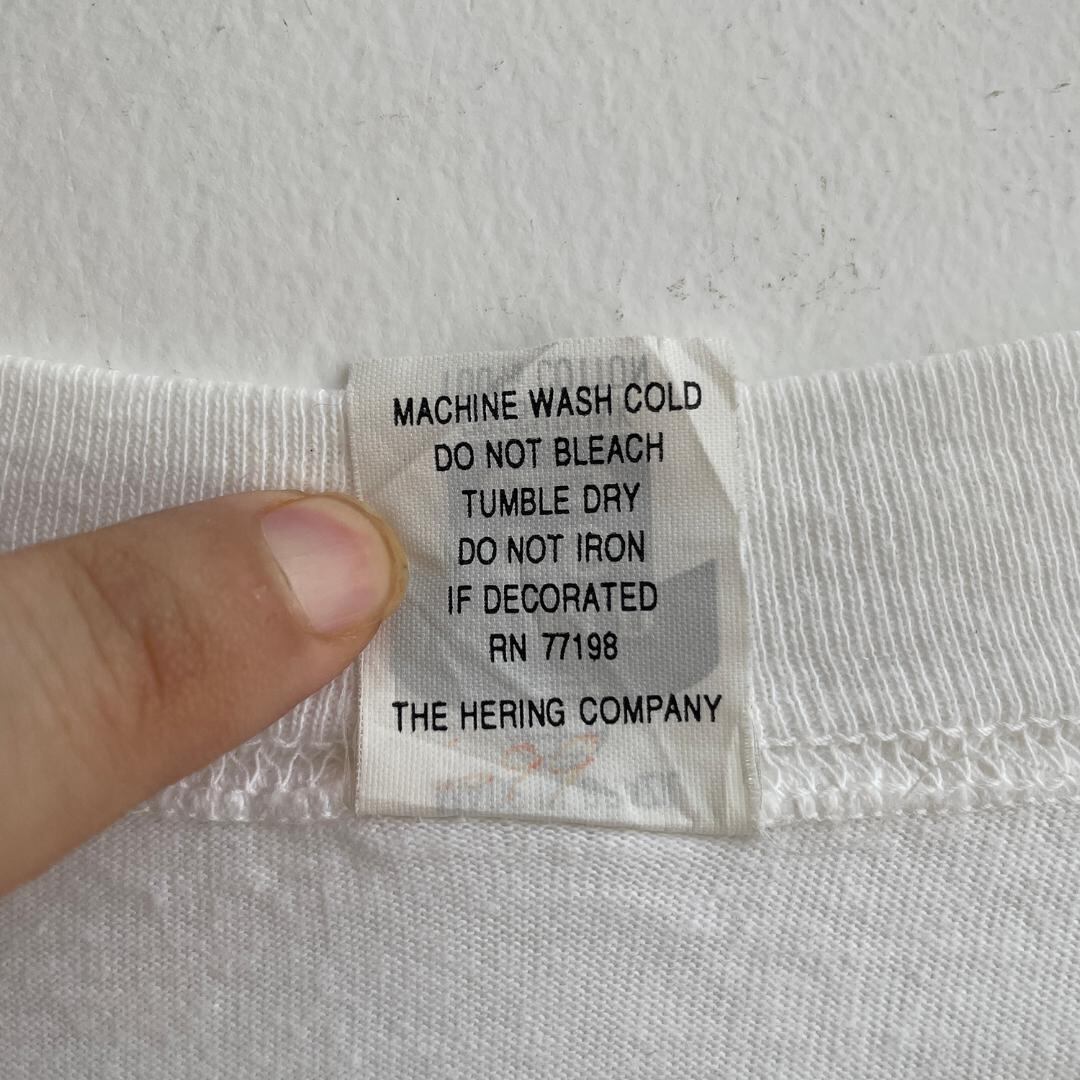 MACHINE WASH COLD
DO NOT BLEACH
TUMBLE DRY
DO NOT IRON
IF DECORATED
RN 77198
THE HERING COMPANY